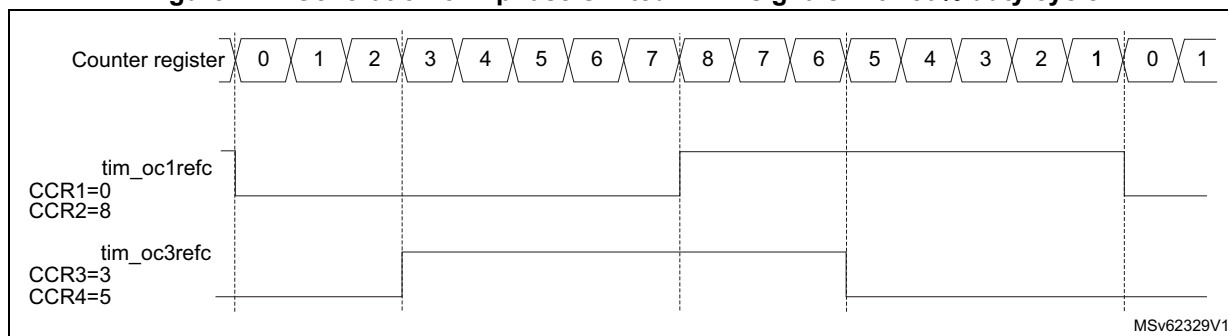 Counter register 0 1 2 3 4 5 6 7 8 7 6 5 4 3 2 1 0 1
tim_oc1refc
CCR1=0
CCR2=8
tim_oc3refc
CCR3=3
CCR4=5
MSv62329V1